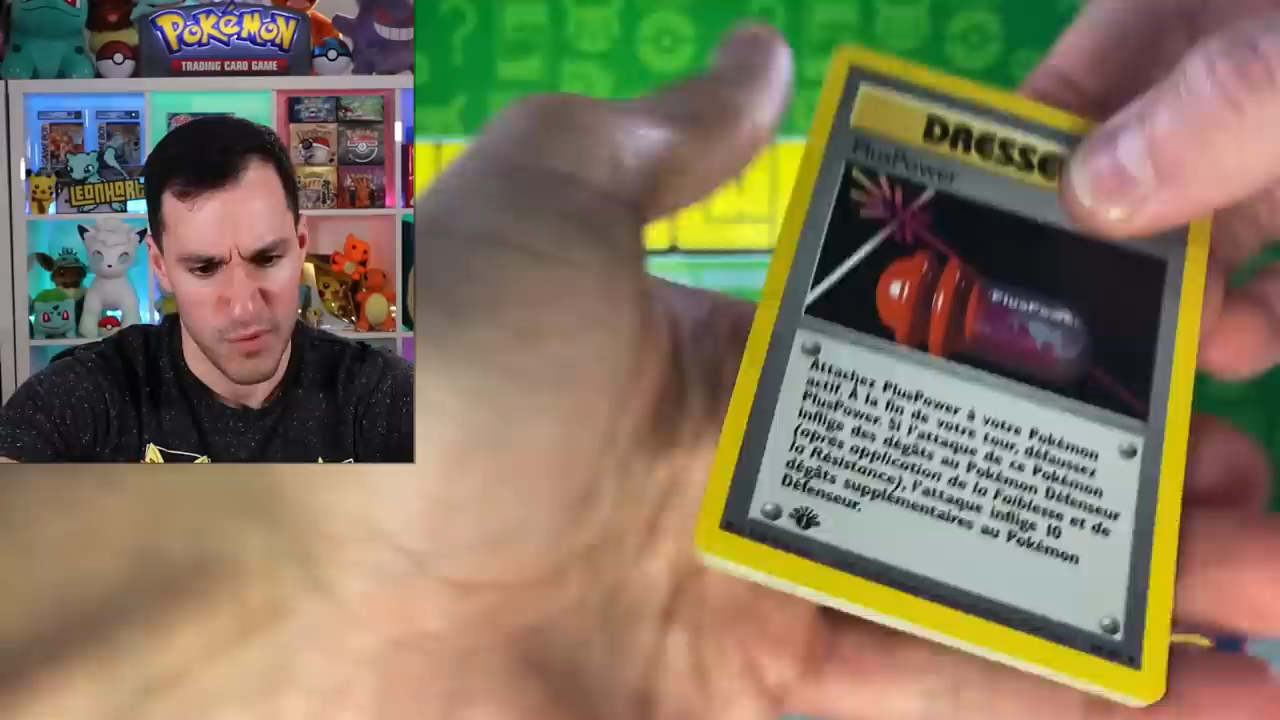 POKéMON
TRADING CARD GAME
LEONHART
DRESSE
PlusPower
PlusPower
Attachez PlusPower à votre Pokémon
actif. À la fin de votre tour, défaussez
PlusPower. Si l'attaque de ce Pokémon
inflige des dégâts au Pokémon Défenseur
(après application de la Faiblesse et de
la Résistance), l'attaque inflige 10
dégâts supplémentaires au Pokémon
Défenseur.